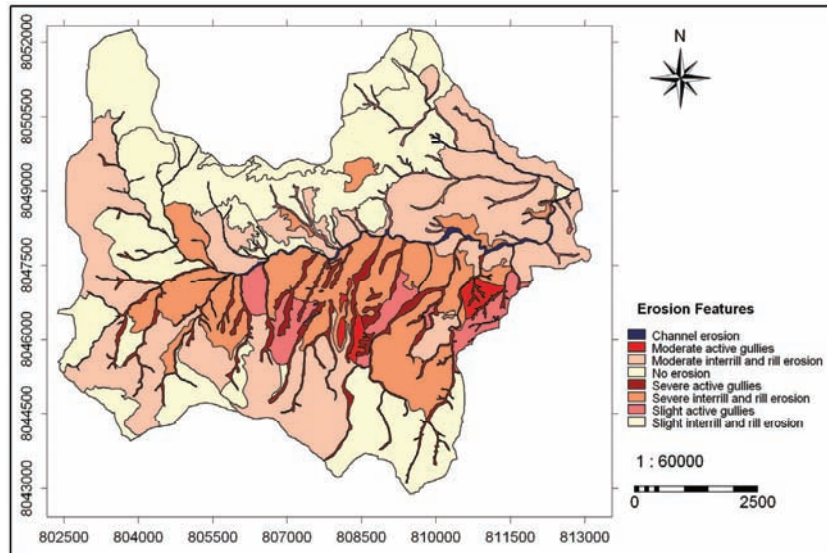 8052000
8050500
8049000
8047500
8046000
8044500
8043000
802500 804000 805500 807000 808500 810000 811500 813000
N
Erosion Features
Channel erosion
Moderate active gullies
Moderate interrill and rill erosion
No erosion
Severe active gullies
Severe interrill and rill erosion
Slight active gullies
Slight interrill and rill erosion
1 : 60000
0 2500